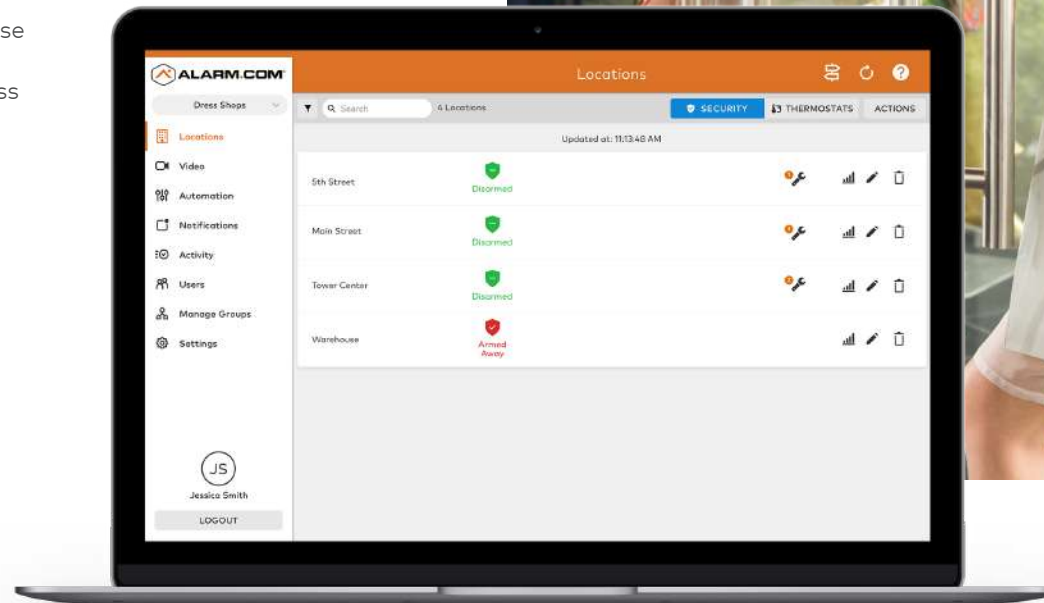 se
ss
ALARM.COM
Locations
Dress Shops
Search
4 Locations
SECURITY
THERMOSTATS
ACTIONS
Updated at: 11:13:48 AM
Locations
Video
Automation
Notifications
Activity
Users
Manage Groups
Settings
5th Street
Disarmed
Main Street
Disarmed
Tower Center
Disarmed
Warehouse
Armed
Away
JS
Jessica Smith
LOGOUT